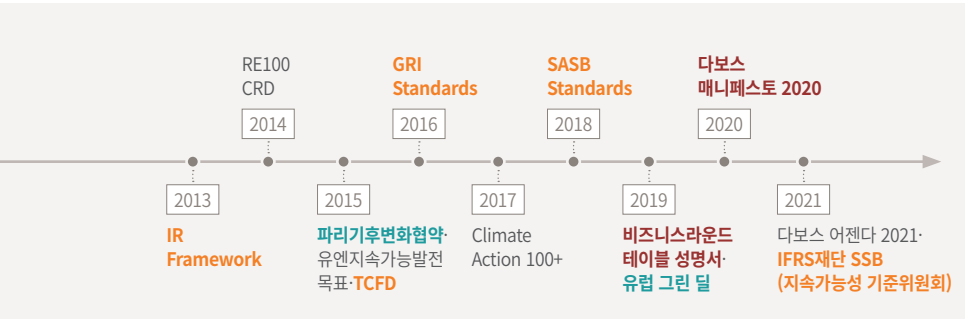 RE100
CRD
2014
GRI
Standards
2016
SASB
Standards
2018
다보스
매니페스토 2020
2020
2013
IR
Framework
2015
파리기후변화협약·
유엔지속가능발전
목표·TCFD
2017
Climate
Action 100+
2019
비즈니스라운드
테이블 성명서·
유럽 그린 딜
2021
다보스 어젠다 2021·
IFRS재단 SSB
(지속가능성 기준위원회)